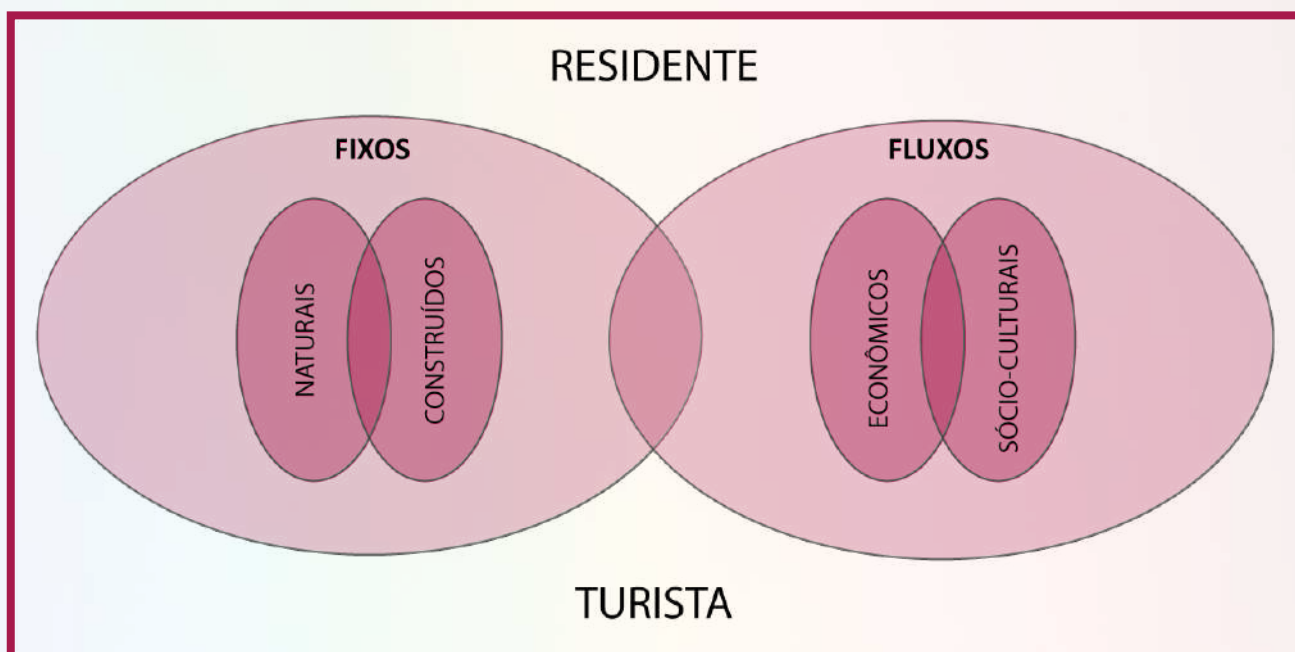 RESIDENTE
FIXOS
FLUXOS
NATURAIS
CONSTRUÍDOS
ECONÔMICOS
SÓCIO-CULTURAIS
TURISTA